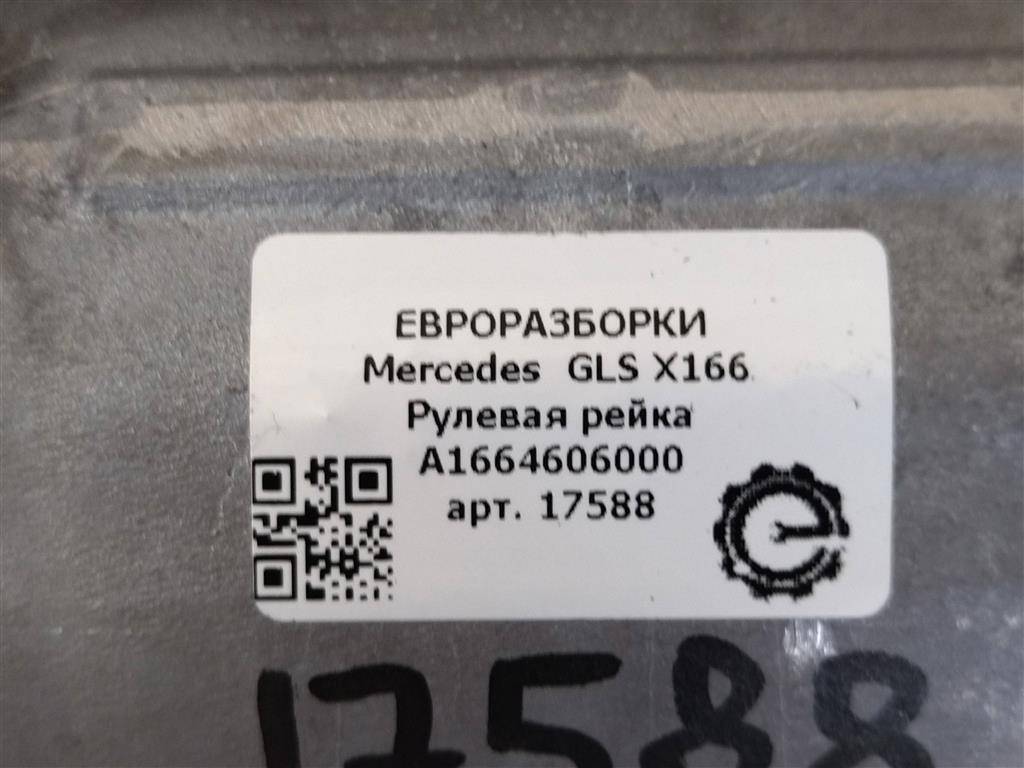 ЕВРОРАЗБОРКИ
Mercedes GLS X166
Рулевая рейка
A1664606000
арт. 17588
17588